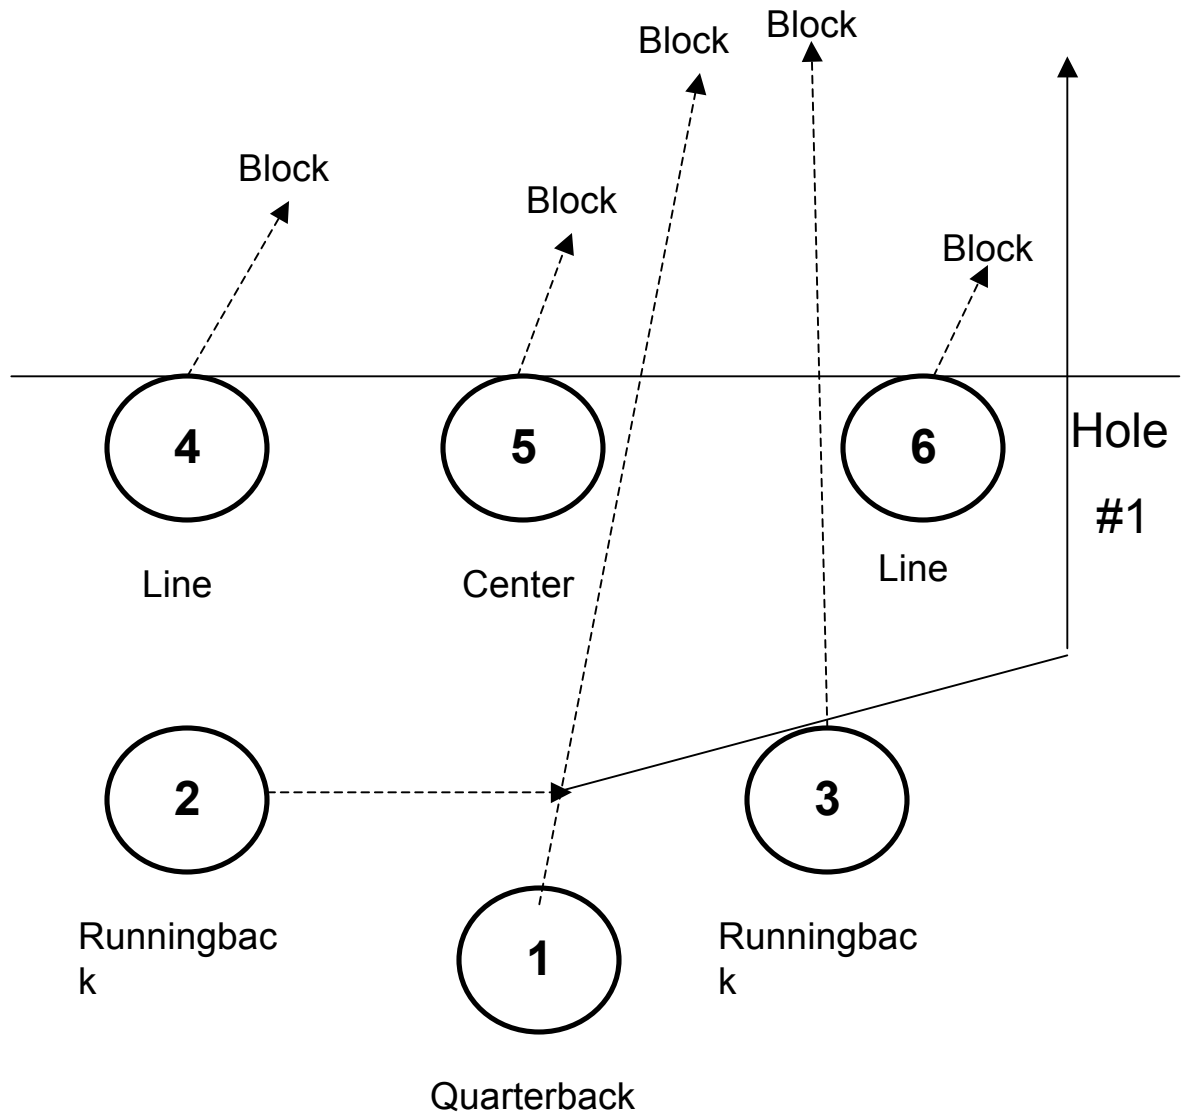 Block
Block
Block
Block
Block
4
5
6
Hole
#1
Line
Center
Line
2
3
Runningbac
k
1
Runningbac
k
Quarterback